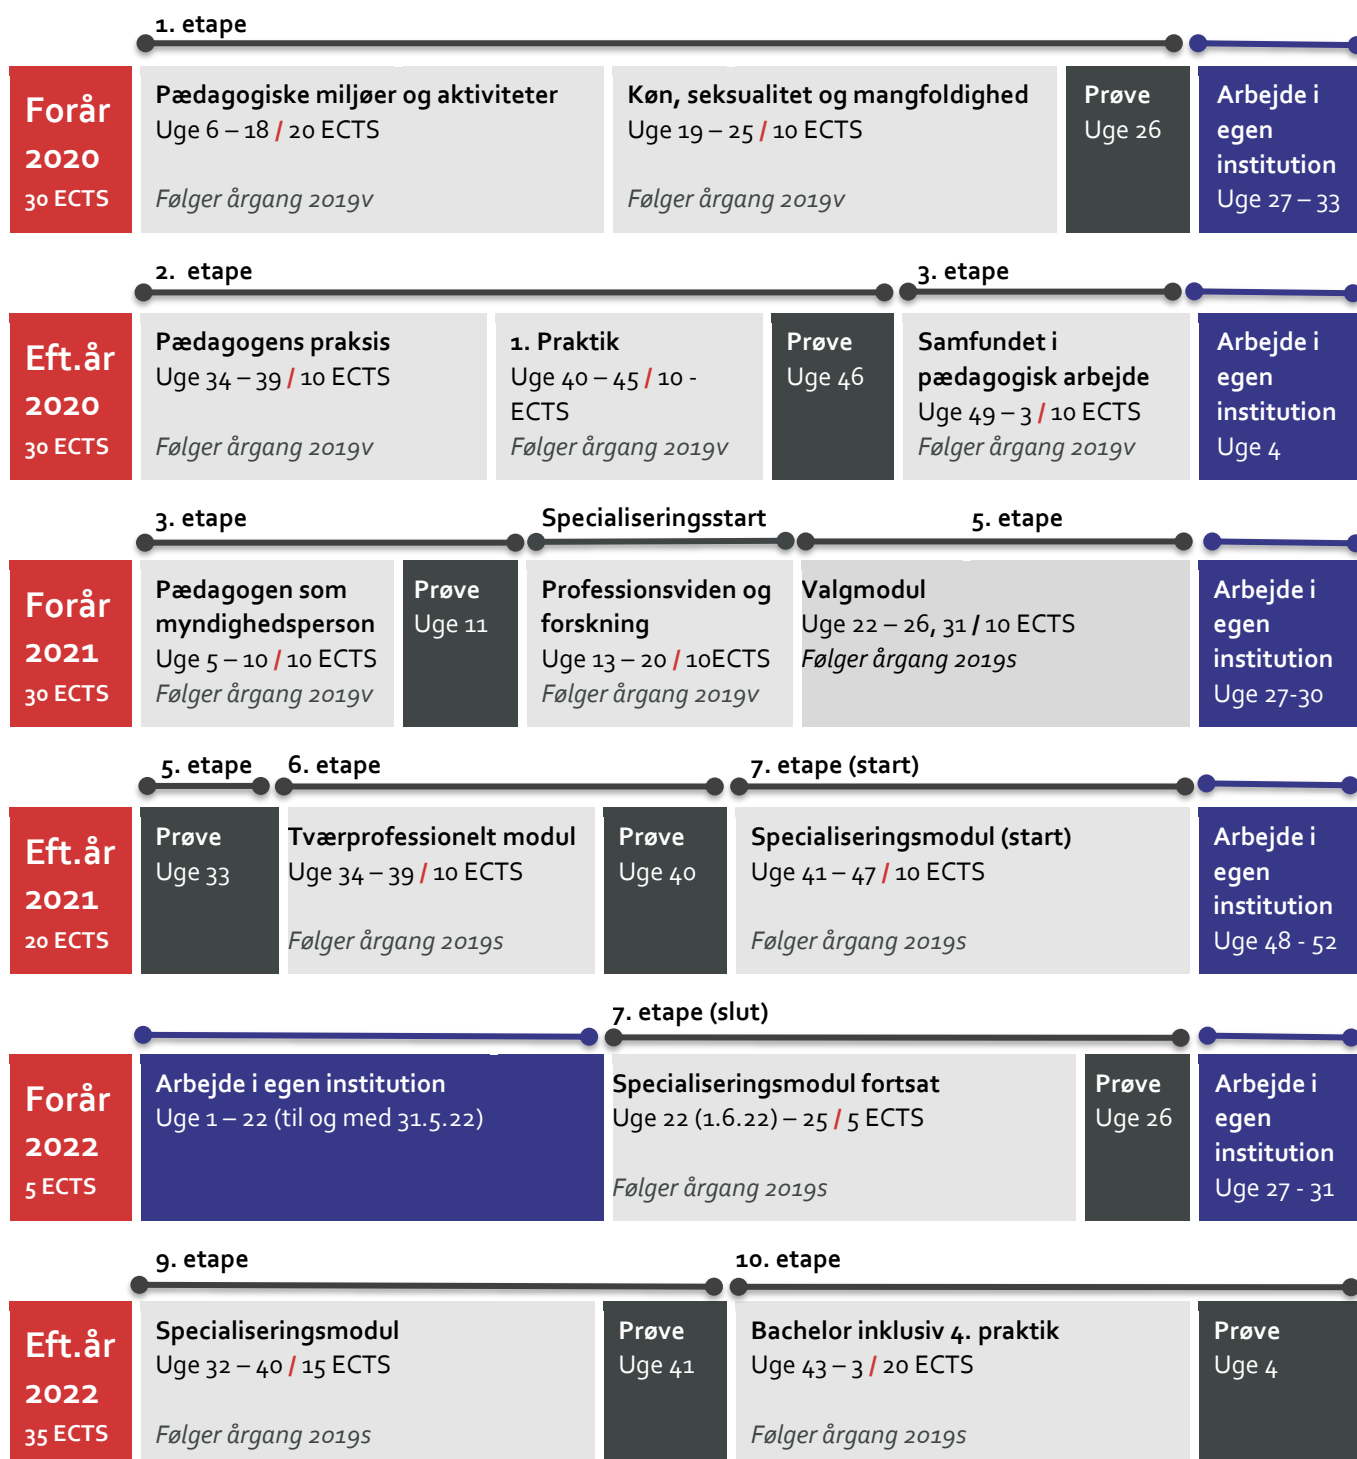 1. etape
Forår
2020
30 ECTS
Pædagogiske miljøer og aktiviteter
Uge 6 – 18 / 20 ECTS
Følger årgang 2019v
Køn, seksualitet og mangfoldighed
Uge 19 – 25 / 10 ECTS
Følger årgang 2019v
Prøve
Uge 26
Arbejde i
egen
institution
Uge 27 – 33
2. etape
3. etape
Eft.år
2020
30 ECTS
Pædagogens praksis
Uge 34 – 39 / 10 ECTS
Følger årgang 2019v
1. Praktik
Uge 40 – 45 / 10 -
ECTS
Følger årgang 2019v
Prøve
Uge 46
Samfundet i
pædagogisk arbejde
Uge 49 – 3 / 10 ECTS
Følger årgang 2019v
Arbejde i
egen
institution
Uge 4
3. etape
Specialiseringsstart
5. etape
Forår
2021
30 ECTS
Pædagogen som
myndighedsperson
Uge 5 – 10 / 10 ECTS
Følger årgang 2019v
Prøve
Uge 11
Professionsviden og
forskning
Uge 13 – 20 / 10ECTS
Følger årgang 2019v
Valgmodul
Uge 22 – 26, 31 / 10 ECTS
Følger årgang 2019s
Arbejde i
egen
institution
Uge 27-30
5. etape
6. etape
7. etape (start)
Eft.år
2021
20 ECTS
Prøve
Uge 33
Tværprofessionelt modul
Uge 34 – 39 / 10 ECTS
Følger årgang 2019s
Prøve
Uge 40
Specialiseringsmodul (start)
Uge 41 – 47 / 10 ECTS
Følger årgang 2019s
Arbejde i
egen
institution
Uge 48 - 52
7. etape (slut)
Forår
2022
5 ECTS
Arbejde i egen institution
Uge 1 – 22 (til og med 31.5.22)
Specialiseringsmodul fortsat
Uge 22 (1.6.22) – 25 / 5 ECTS
Følger årgang 2019s
Prøve
Uge 26
Arbejde i
egen
institution
Uge 27 - 31
9. etape
10. etape
Eft.år
2022
35 ECTS
Specialiseringsmodul
Uge 32 – 40 / 15 ECTS
Følger årgang 2019s
Prøve
Uge 41
Bachelor inklusiv 4. praktik
Uge 43 – 3 / 20 ECTS
Følger årgang 2019s
Prøve
Uge 4